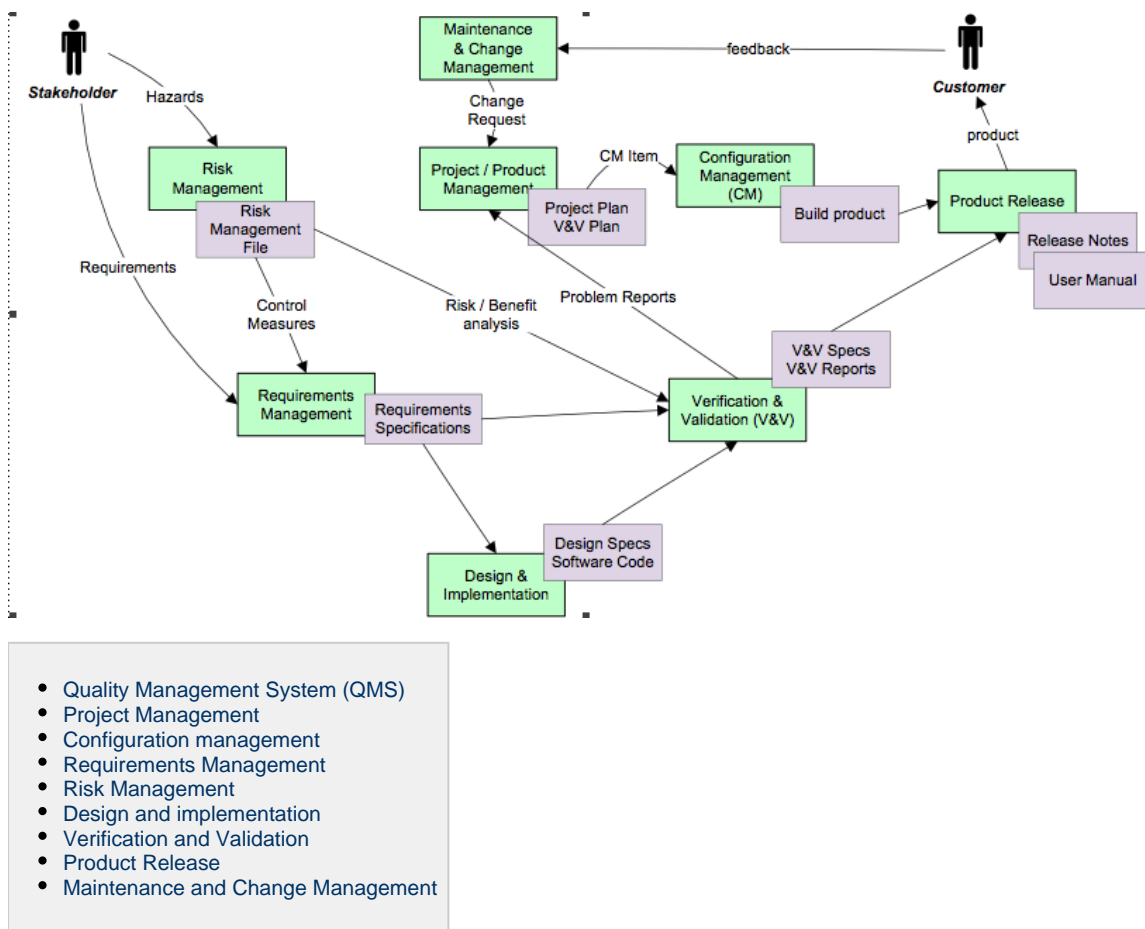 Maintenance
& Change
Management
feedback
Stakeholder
Customer
Hazards
Change
Request
product
Risk
Management
Project / Product
Management
CM Item
Configuration
Management
(CM)
Product Release
Risk
Management
File
Project Plan
V&V Plan
Build product
Release Notes
User Manual
Requirements
Control
Measures
Risk / Benefit
analysis
Problem Reports
V&V Specs
V&V Reports
Requirements
Management
Requirements
Specifications
Verification &
Validation (V&V)
Design Specs
Software Code
Design &
Implementation
Quality Management System (QMS)
Project Management
Configuration management
Requirements Management
Risk Management
Design and implementation
Verification and Validation
Product Release
Maintenance and Change Management